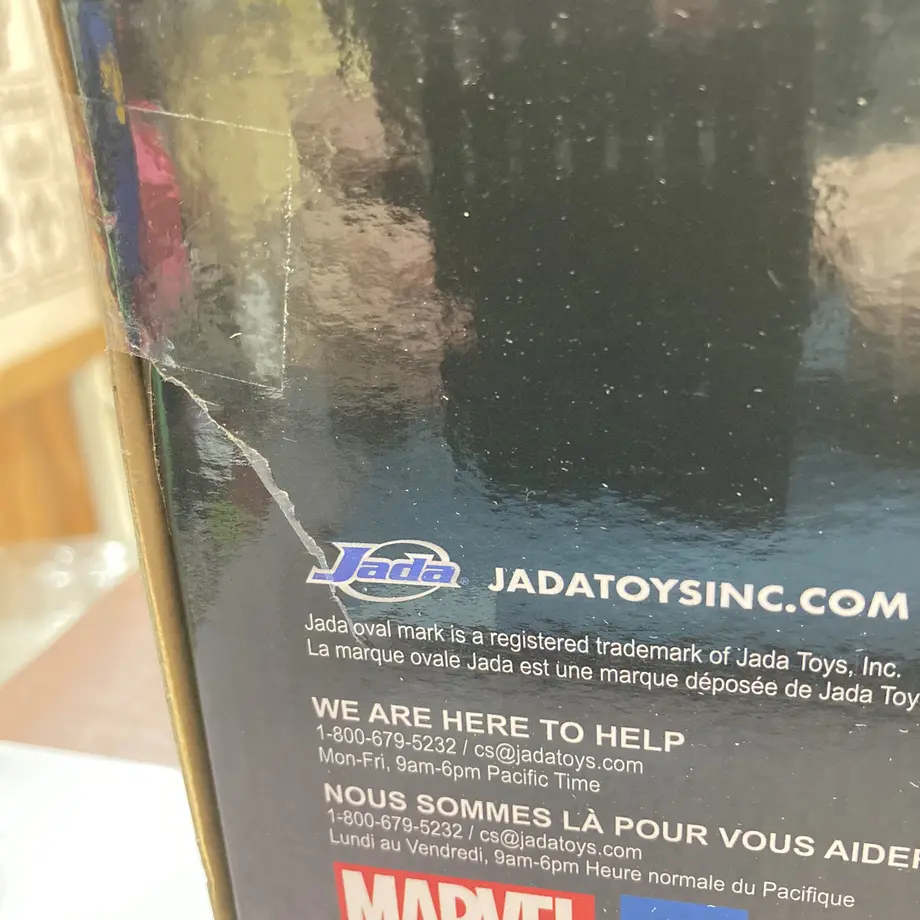 Jada® JADATOYSINC.COM
Jada oval mark is a registered trademark of Jada Toys, Inc.
La marque ovale Jada est une marque déposée de Jada Toy
WE ARE HERE TO HELP
1-800-679-5232 / cs@jadatoys.com
Mon-Fri, 9am-6pm Pacific Time
NOUS SOMMES LÀ POUR VOUS AIDER
1-800-679-5232 / cs@jadatoys.com
Lundi au Vendredi, 9am-6pm Heure normale du Pacifique
MARVEL